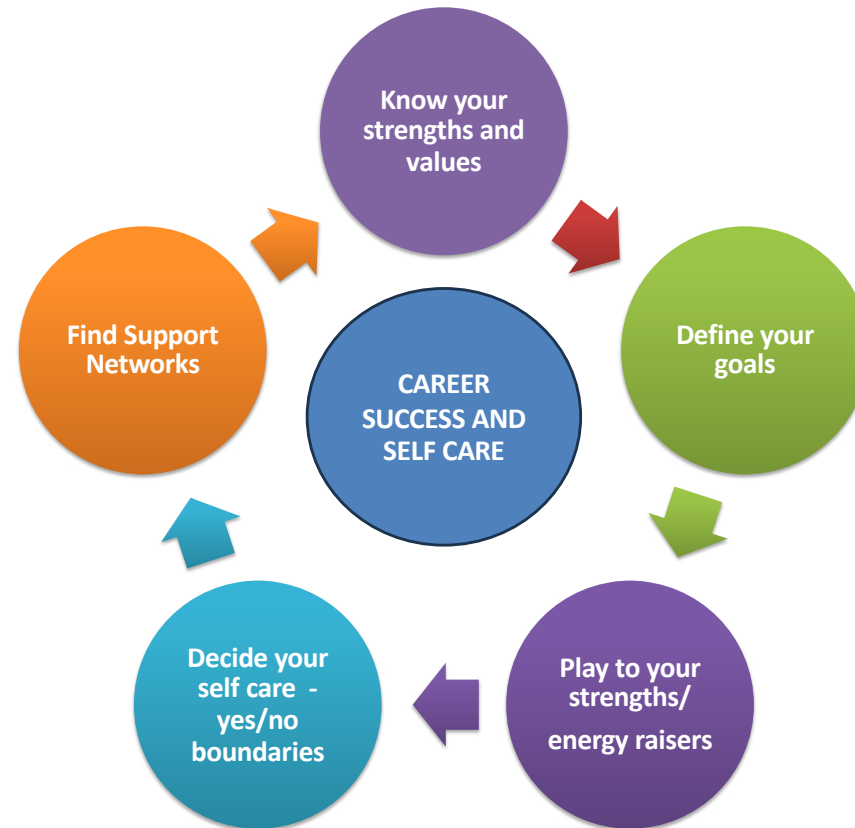 Know your
strengths and
values
Define your
goals
Play to your
strengths/
energy raisers
Decide your
self care -
yes/no
boundaries
Find Support
Networks
CAREER
SUCCESS AND
SELF CARE